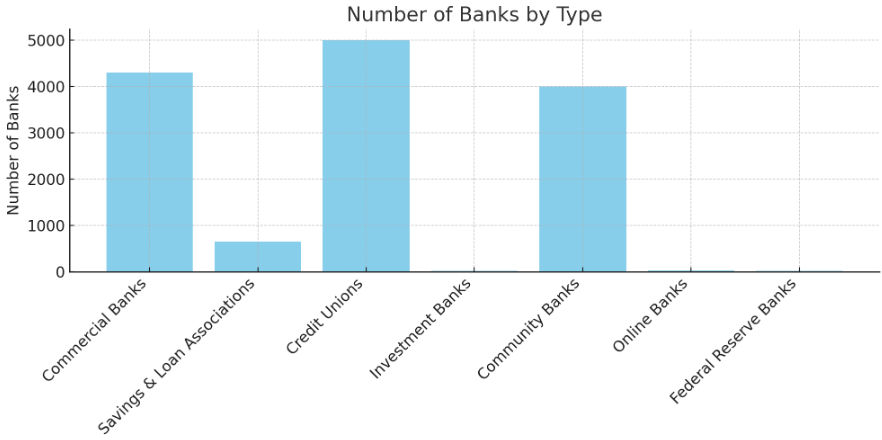 Number of Banks by Type
Number of Banks
5000
4000
3000
2000
1000
0
Commercial Banks
Savings & Loan Associations
Credit Unions
Investment Banks
Community Banks
Online Banks
Federal Reserve Banks